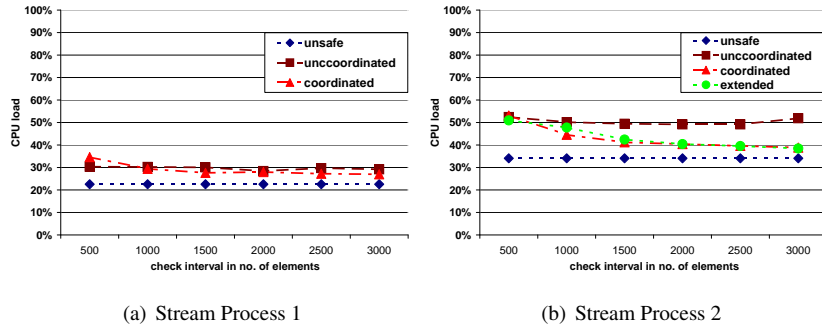 100%
90%
80%
70%
60%
50%
40%
30%
20%
10%
0%
CPU load
unsafe
unccoordinated
coordinated
500 1000 1500 2000 2500 3000
check interval in no. of elements
(a) Stream Process 1
100%
90%
80%
70%
60%
50%
40%
30%
20%
10%
0%
CPU load
unsafe
unccoordinated
coordinated
extended
500 1000 1500 2000 2500 3000
check interval in no. of elements
(b) Stream Process 2